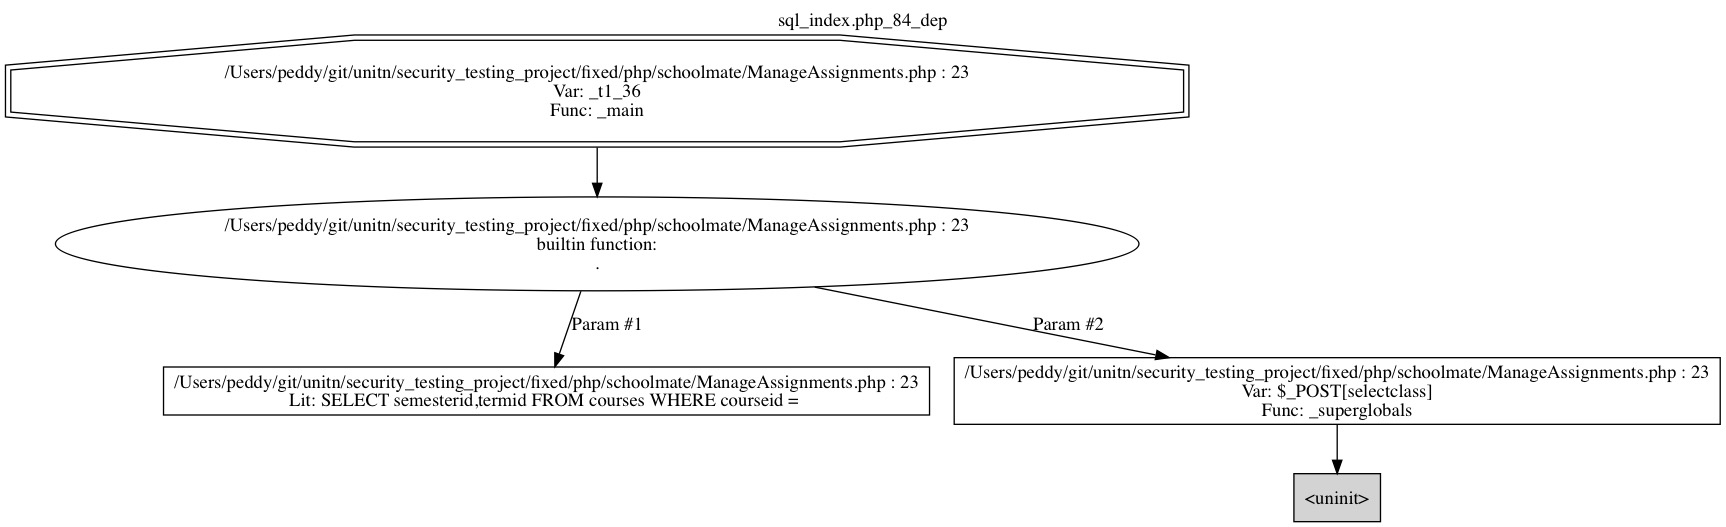 sql_index.php_84_dep
/Users/peddy/git/unitn/security_testing_project/fixed/php/schoolmate/ManageAssignments.php : 23
Var: _t1_36
Func: _main
/Users/peddy/git/unitn/security_testing_project/fixed/php/schoolmate/ManageAssignments.php : 23
builtin function:
.
Param #1
Param #2
/Users/peddy/git/unitn/security_testing_project/fixed/php/schoolmate/ManageAssignments.php : 23
Lit: SELECT semesterid,termid FROM courses WHERE courseid =
/Users/peddy/git/unitn/security_testing_project/fixed/php/schoolmate/ManageAssignments.php : 23
Var: $_POST[selectclass]
Func: _superglobals
<uninit>